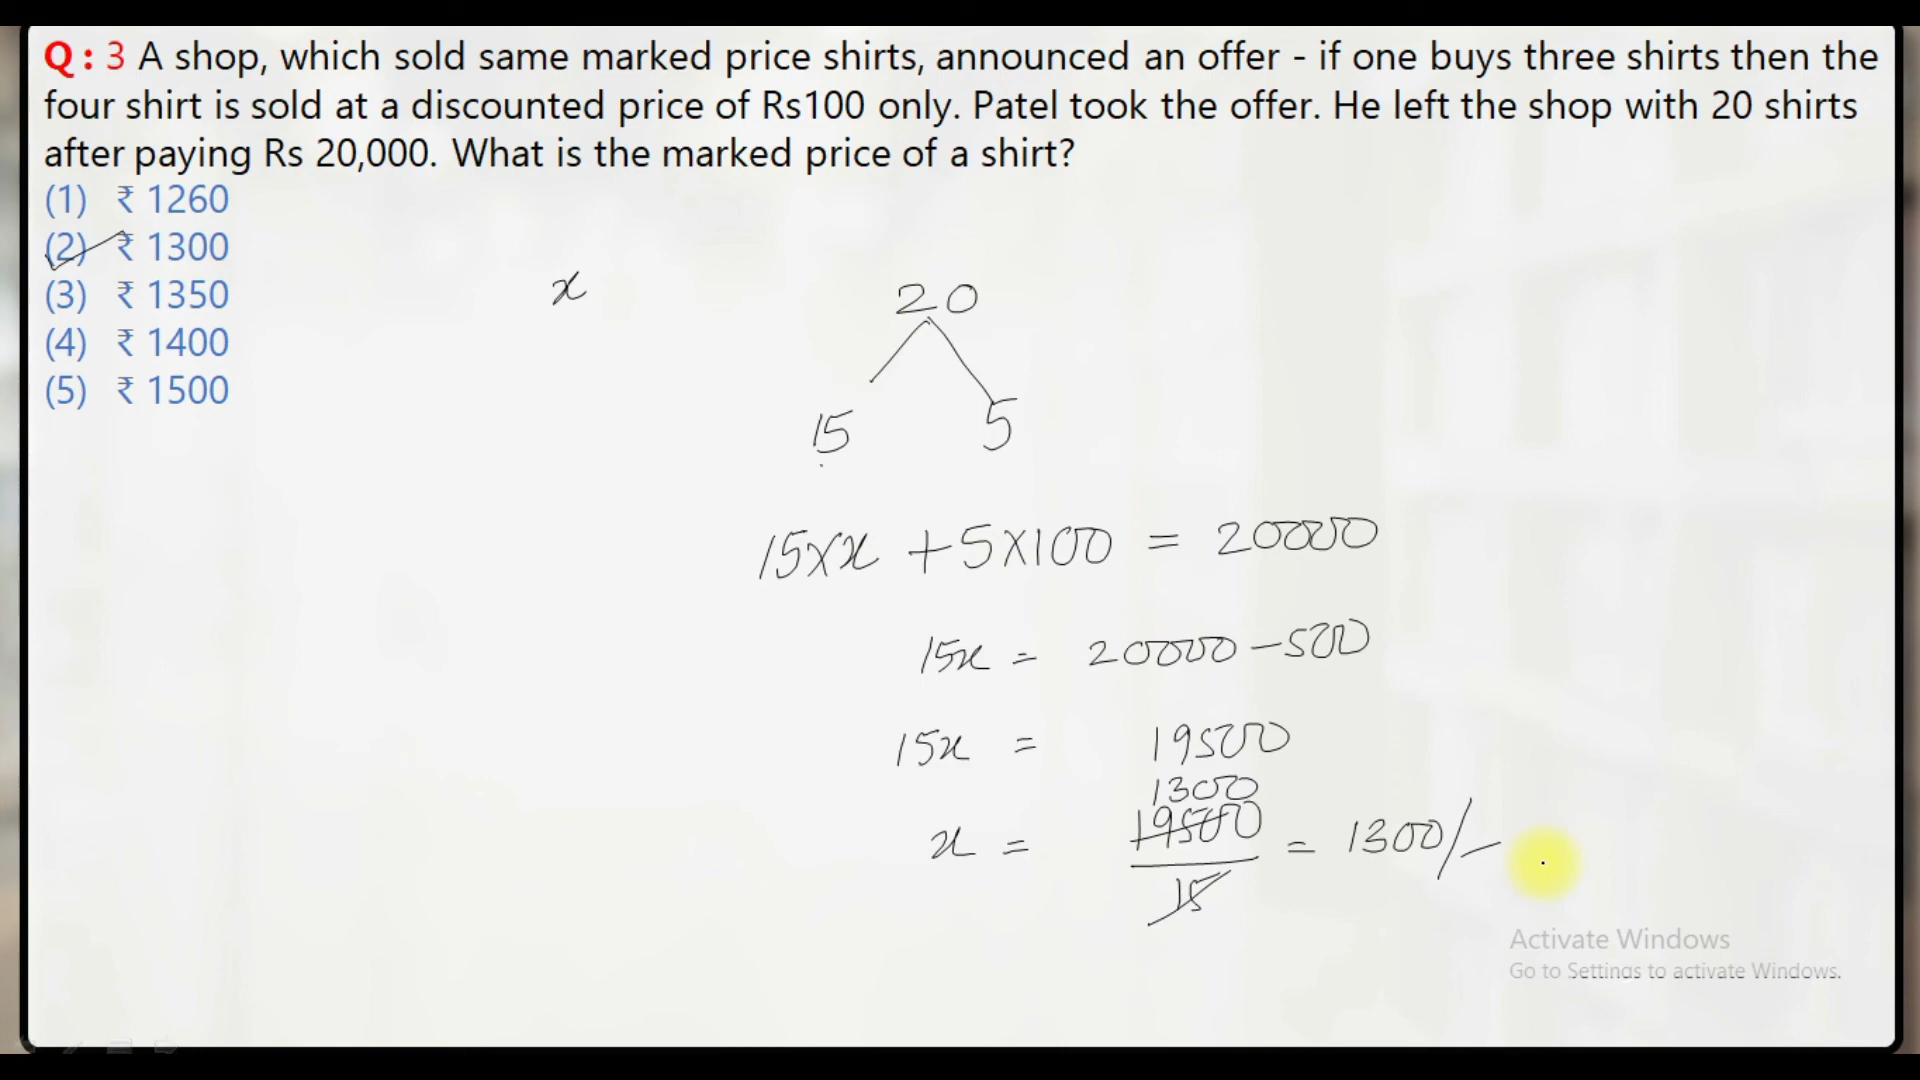 Q : 3 A shop, which sold same marked price shirts, announced an offer - if one buys three shirts then the
four shirt is sold at a discounted price of Rs100 only. Patel took the offer. He left the shop with 20 shirts
after paying Rs 20,000. What is the marked price of a shirt?
(1) ₹ 1260
(2) ₹ 1300
(3) ₹ 1350
(4) ₹ 1400
(5) ₹ 1500
x
20
15 5
15×x + 5×100 = 20000
15x = 20000 - 500
15x = 19500
1300
x = 19500/15 = 1300/-
Activate Windows
Go to Settings to activate Windows.